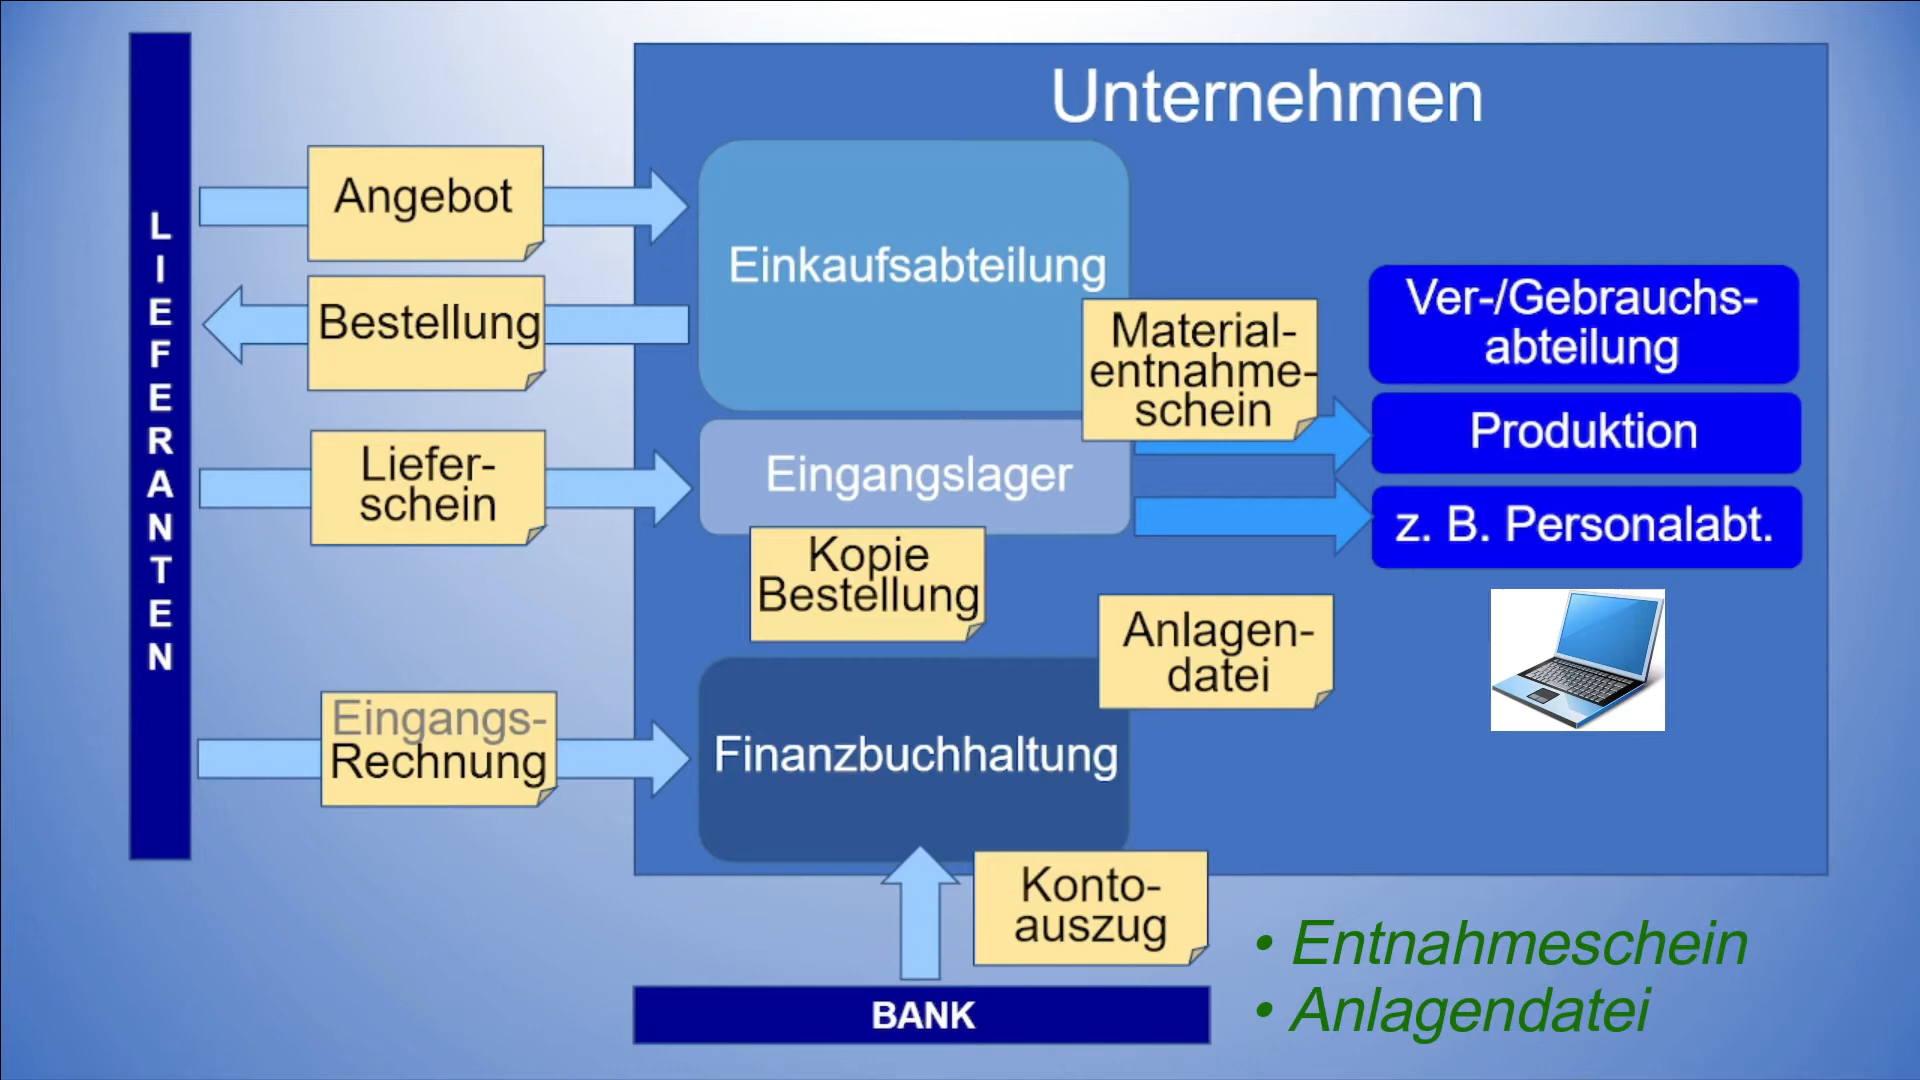 Unternehmen
LIEFERANTEN
Angebot
Bestellung
Einkaufsabteilung
Material-
entnahme-
schein
Ver-/Gebrauchs-
abteilung
Produktion
z. B. Personalabt.
Liefer-
schein
Eingangslager
Kopie
Bestellung
Anlagen-
datei
Eingangs-
Rechnung
Finanzbuchhaltung
Konto-
auszug
BANK
• Entnahmeschein
• Anlagendatei